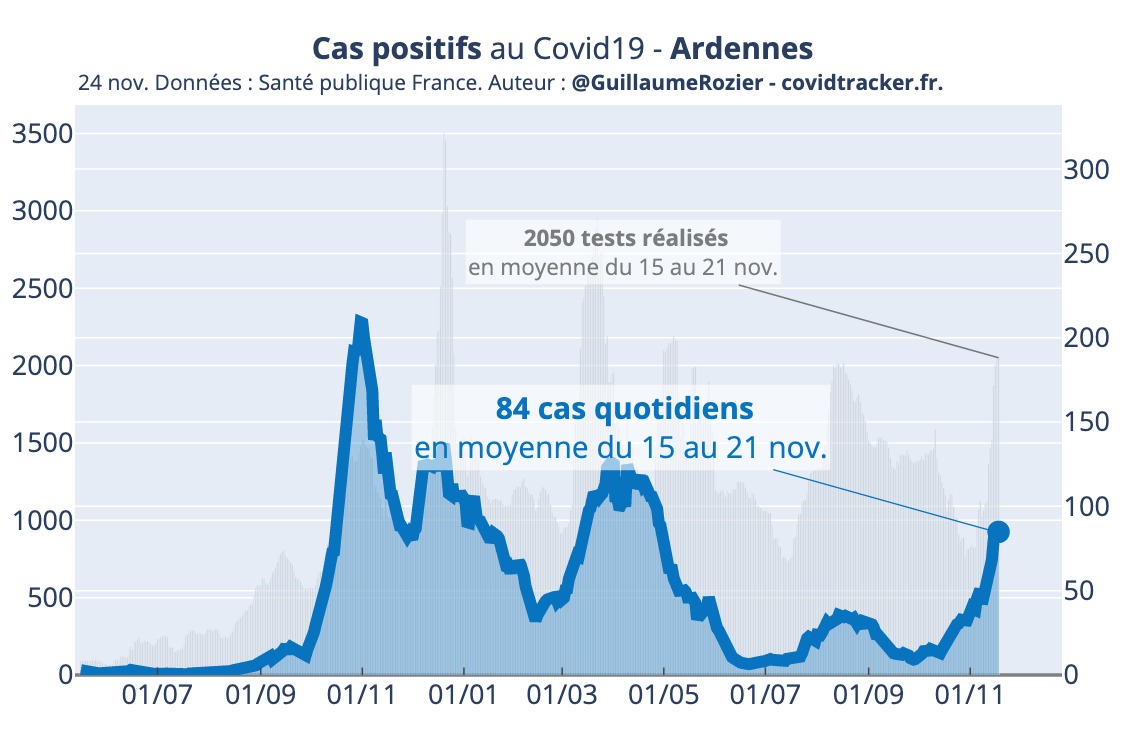 Cas positifs au Covid19 - Ardennes
24 nov. Données : Santé publique France. Auteur : @GuillaumeRozier - covidtracker.fr.
3500
3000
2500
2000
1500
1000
500
0
300
250
200
150
100
50
0
2050 tests réalisés
en moyenne du 15 au 21 nov.
84 cas quotidiens
en moyenne du 15 au 21 nov.
01/07 01/09 01/11 01/01 01/03 01/05 01/07 01/09 01/11